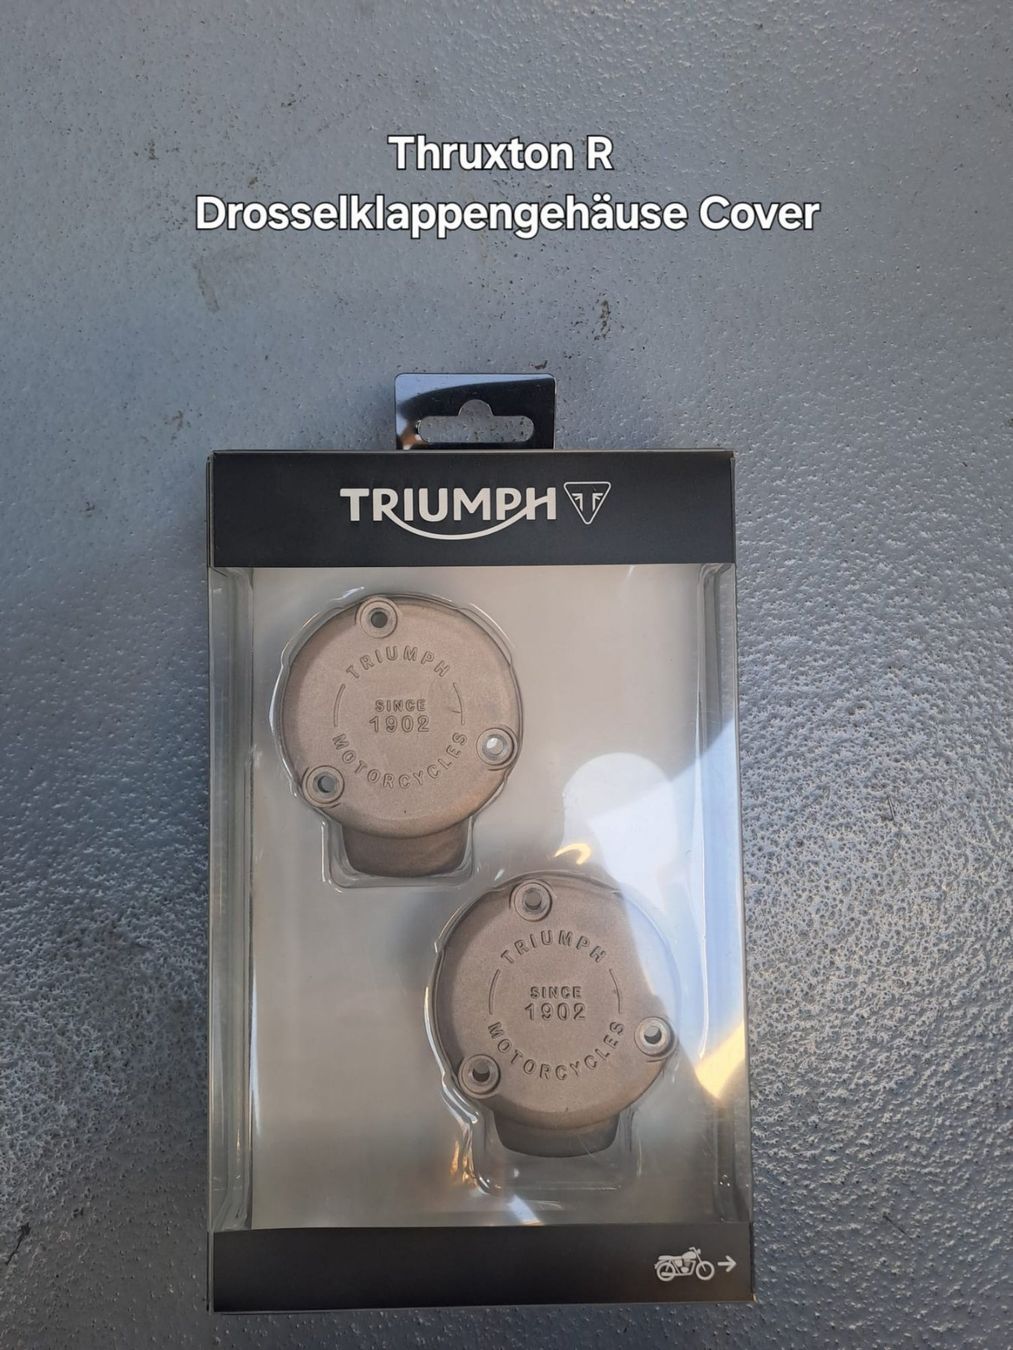 Thruxton R
Drosselklappengehäuse Cover
TRIUMPH
TRIUMPH
SINCE
1902
MOTORCYCLES
TRIUMPH
SINCE
1902
MOTORCYCLES